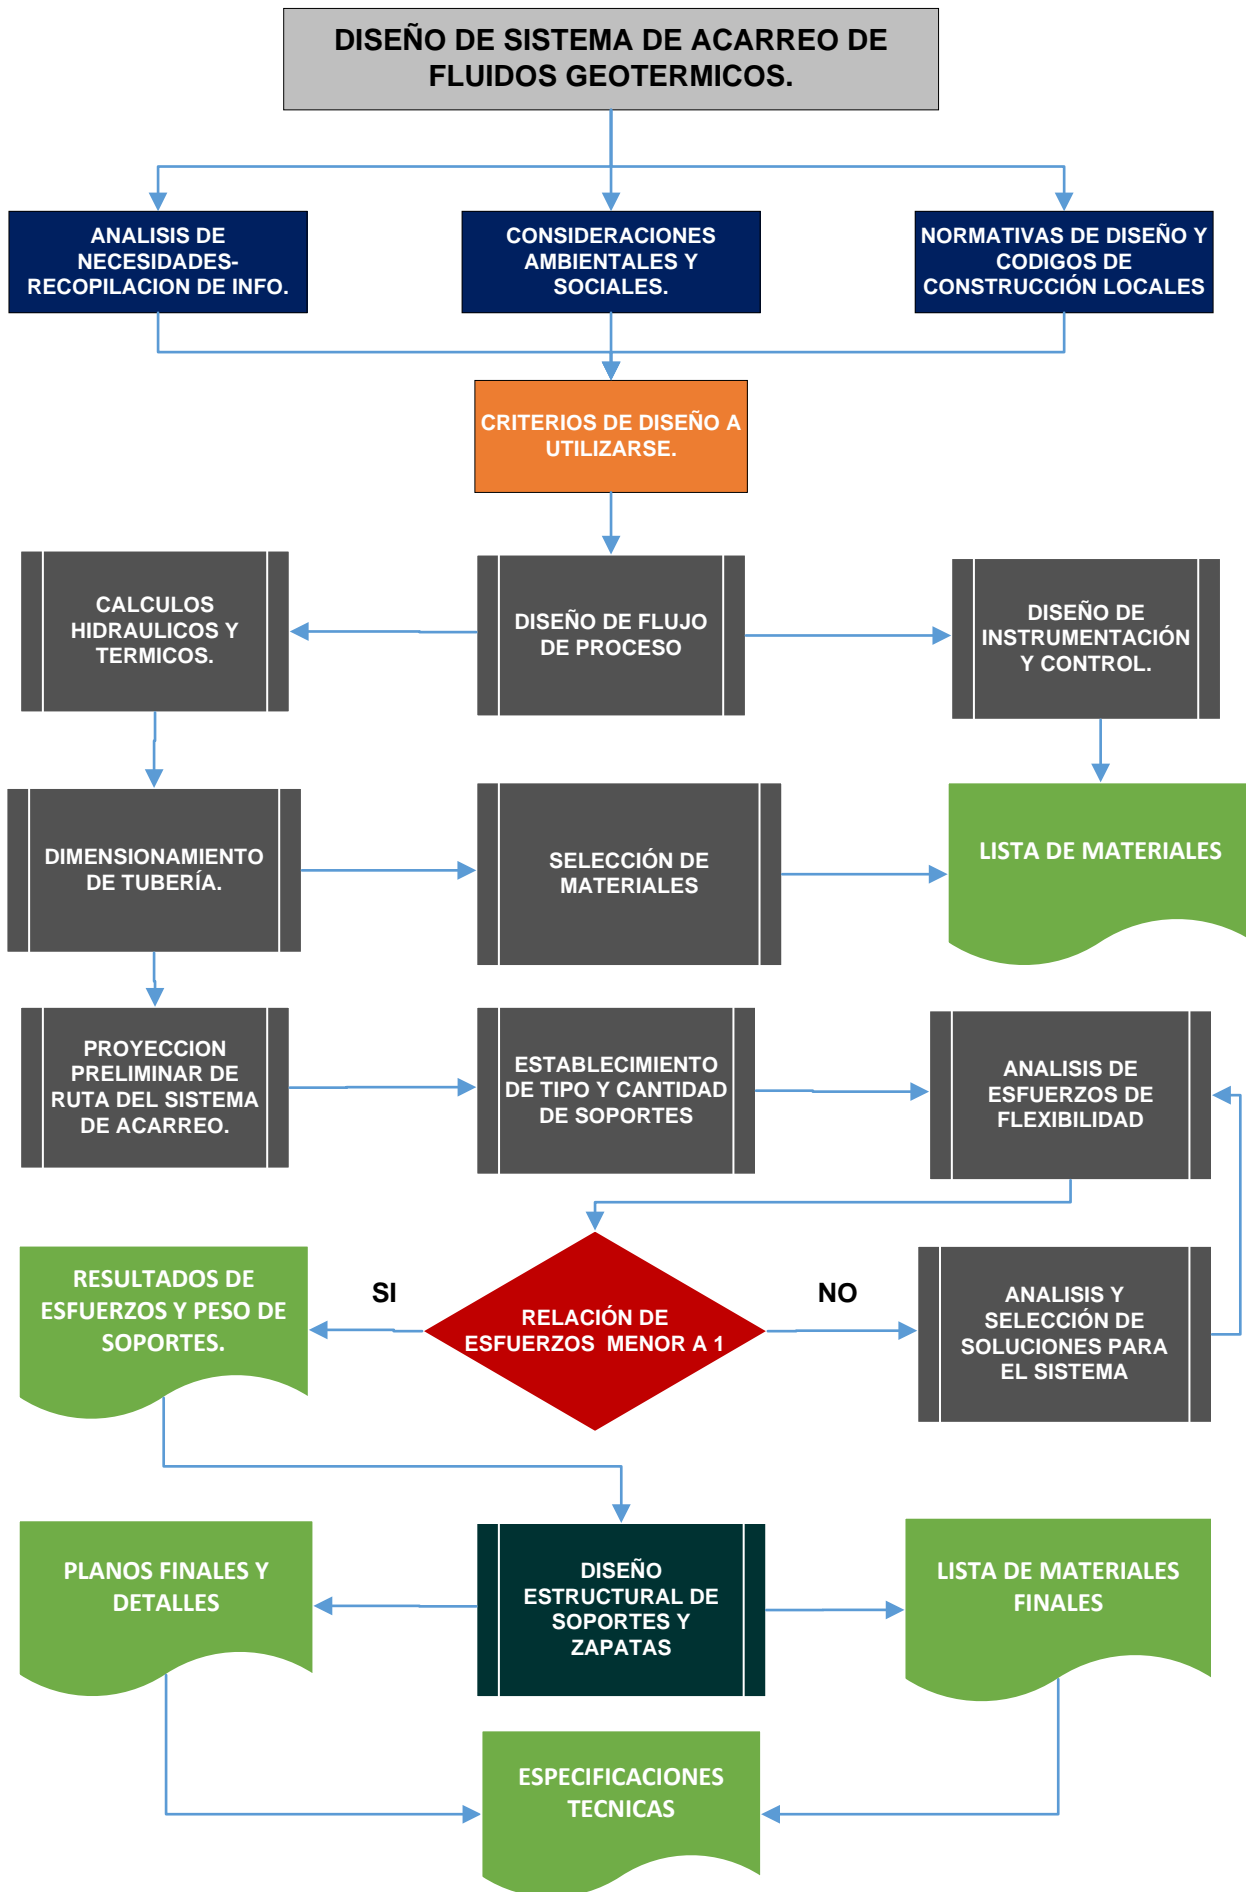 DISEÑO DE SISTEMA DE ACARREO DE
FLUIDOS GEOTERMICOS.
ANALISIS DE
NECESIDADES-
RECOPILACION DE INFO.
CONSIDERACIONES
AMBIENTALES Y
SOCIALES.
NORMATIVAS DE DISEÑO Y
CODIGOS DE
CONSTRUCCIÓN LOCALES
CRITERIOS DE DISEÑO A
UTILIZARSE.
CALCULOS
HIDRAULICOS Y
TERMICOS.
DISEÑO DE FLUJO
DE PROCESO
DISEÑO DE
INSTRUMENTACIÓN
Y CONTROL.
DIMENSIONAMIENTO
DE TUBERÍA.
SELECCIÓN DE
MATERIALES
LISTA DE MATERIALES
PROYECCION
PRELIMINAR DE
RUTA DEL SISTEMA
DE ACARREO.
ESTABLECIMIENTO
DE TIPO Y CANTIDAD
DE SOPORTES
ANALISIS DE
ESFUERZOS DE
FLEXIBILIDAD
RESULTADOS DE
ESFUERZOS Y PESO DE
SOPORTES.
SI
RELACIÓN DE
ESFUERZOS  MENOR A 1
NO
ANALISIS Y
SELECCIÓN DE
SOLUCIONES PARA
EL SISTEMA
PLANOS FINALES Y
DETALLES
DISEÑO
ESTRUCTURAL DE
SOPORTES Y
ZAPATAS
LISTA DE MATERIALES
FINALES
ESPECIFICACIONES
TECNICAS